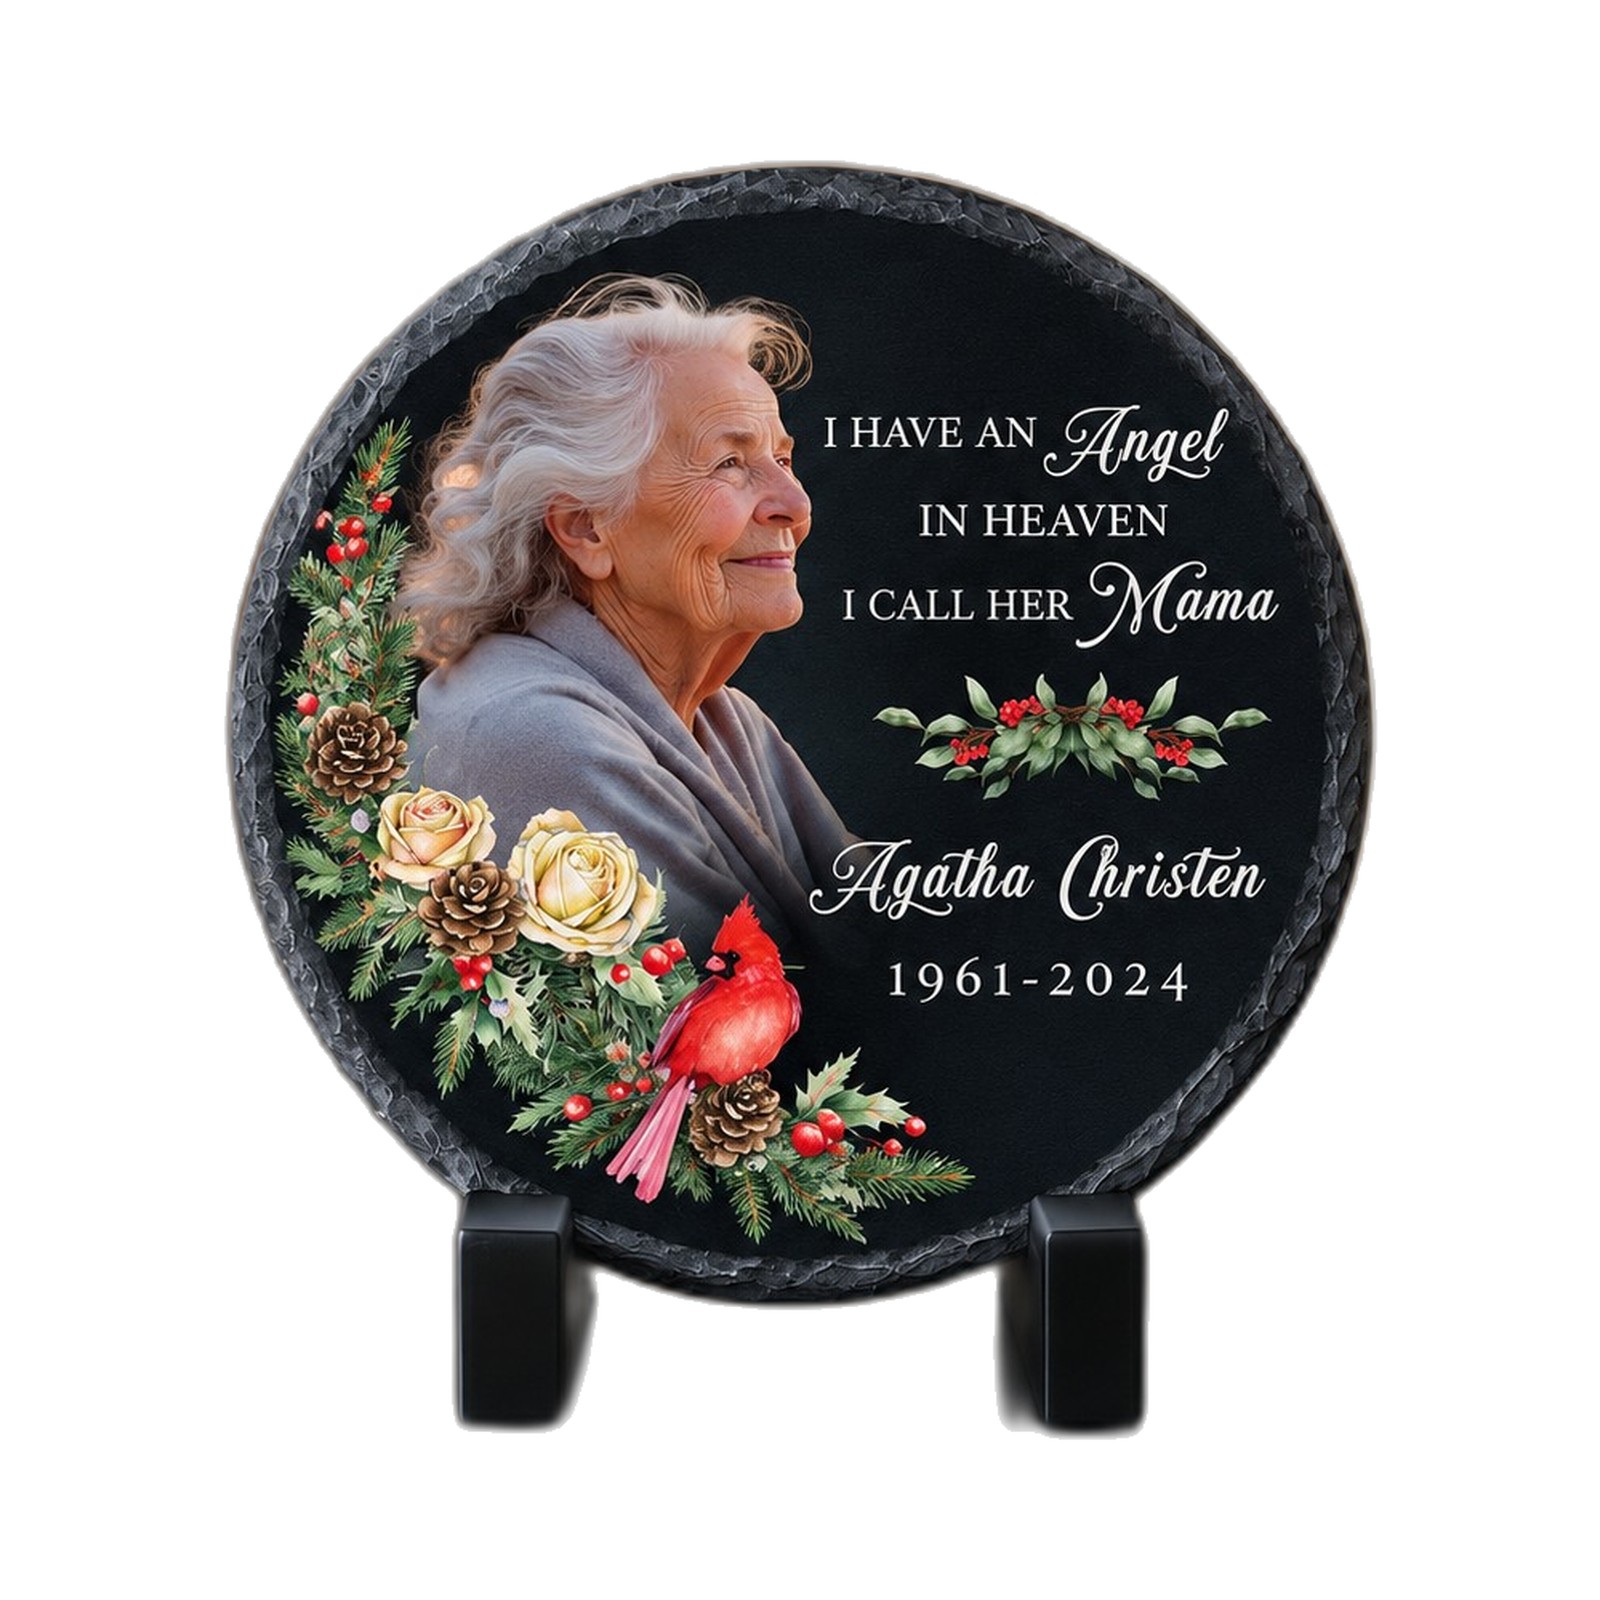 I HAVE AN Angel
IN HEAVEN
I CALL HER Mama
Agatha Christen
1961-2024